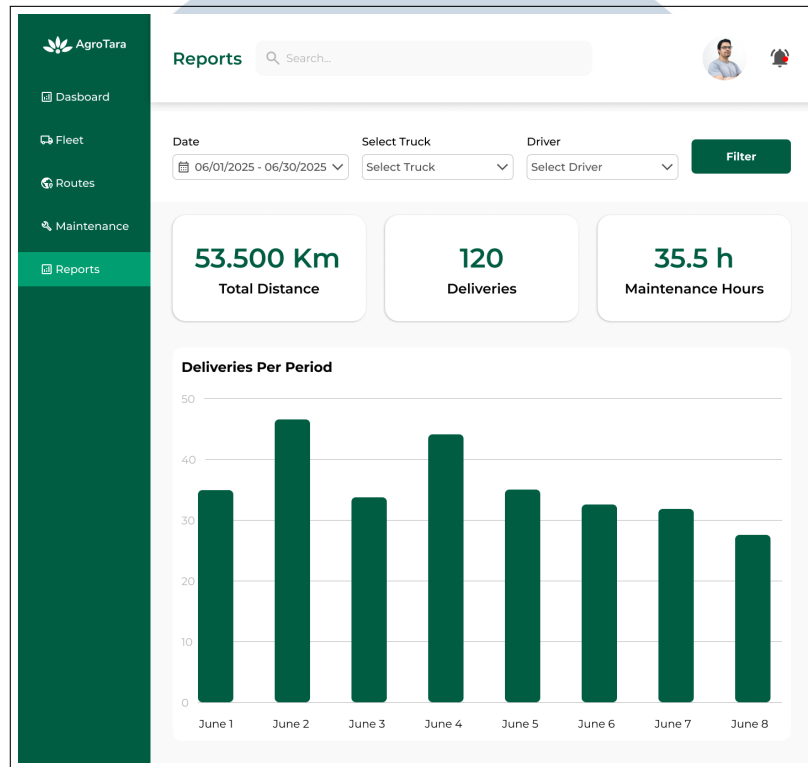 AgroTara
Dasboard
Fleet
Routes
Maintenance
Reports
Reports
Search...
Date
Select Truck
Driver
06/01/2025 - 06/30/2025
Select Truck
Select Driver
Filter
53.500 Km
Total Distance
120
Deliveries
35.5 h
Maintenance Hours
Deliveries Per Period
50
40
30
20
10
0
June 1
June 2
June 3
June 4
June 5
June 6
June 7
June 8